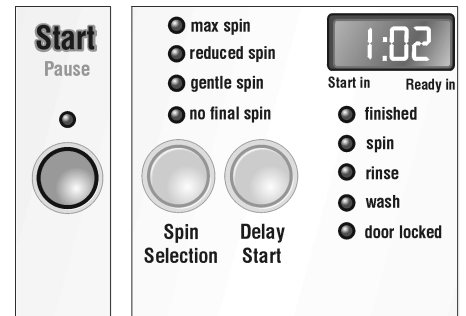 Start
Pause
max spin
reduced spin
gentle spin
no final spin
Spin
Selection
Delay
Start
1:02
Start in Ready in
finished
spin
rinse
wash
door locked